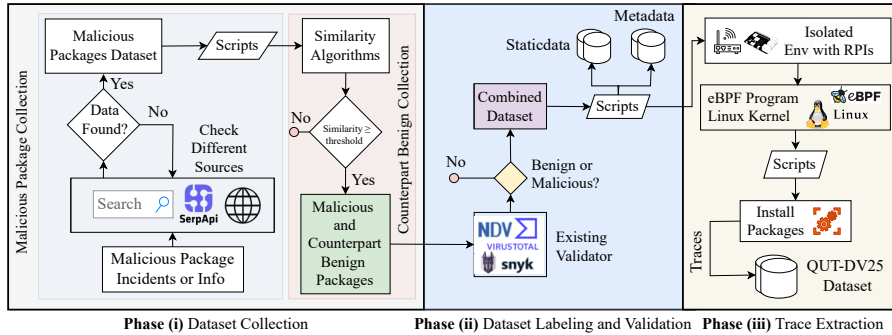 Malicious Package Collection
Malicious
Packages Dataset
Scripts
Yes
Data
Found?
No
Check
Different
Sources
Search
SerpApi
Malicious Package
Incidents or Info
Counterpart Benign Collection
Similarity
Algorithms
No
Similarity ≥
threshold
Yes
Malicious
and
Counterpart
Benign
Packages
Phase (i) Dataset Collection
Metadata
Staticdata
Combined
Dataset
Scripts
No
Benign or
Malicious?
NDV
VIRUSTOTAL
snyk
Existing
Validator
Phase (ii) Dataset Labeling and Validation
Isolated
Env with RPIs
eBPF Program
Linux Kernel
eBPF
Linux
Scripts
Install
Packages
Traces
QUT-DV25
Dataset
Phase (iii) Trace Extraction